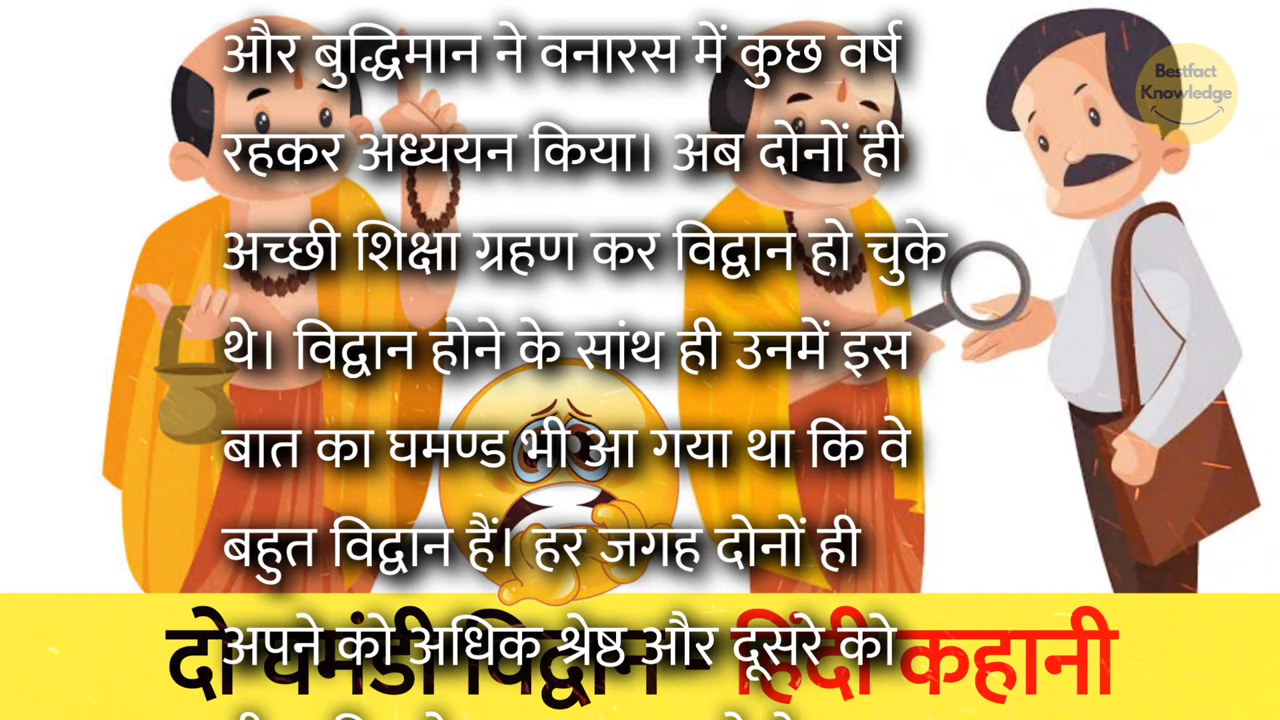 और बुद्धिमान ने वनारस में कुछ वर्ष
रहकर अध्ययन किया। अब दोनों ही
अच्छी शिक्षा ग्रहण कर विद्वान हो चुके
थे। विद्वान होने के सांथ ही उनमें इस
बात का घमण्ड भी आ गया था कि वे
बहुत विद्वान हैं। हर जगह दोनों ही
अपने को अधिक श्रेष्ठ और दूसरे को
दो घमंडी विद्वान - हिंदी कहानी
Bestfact
Knowledge